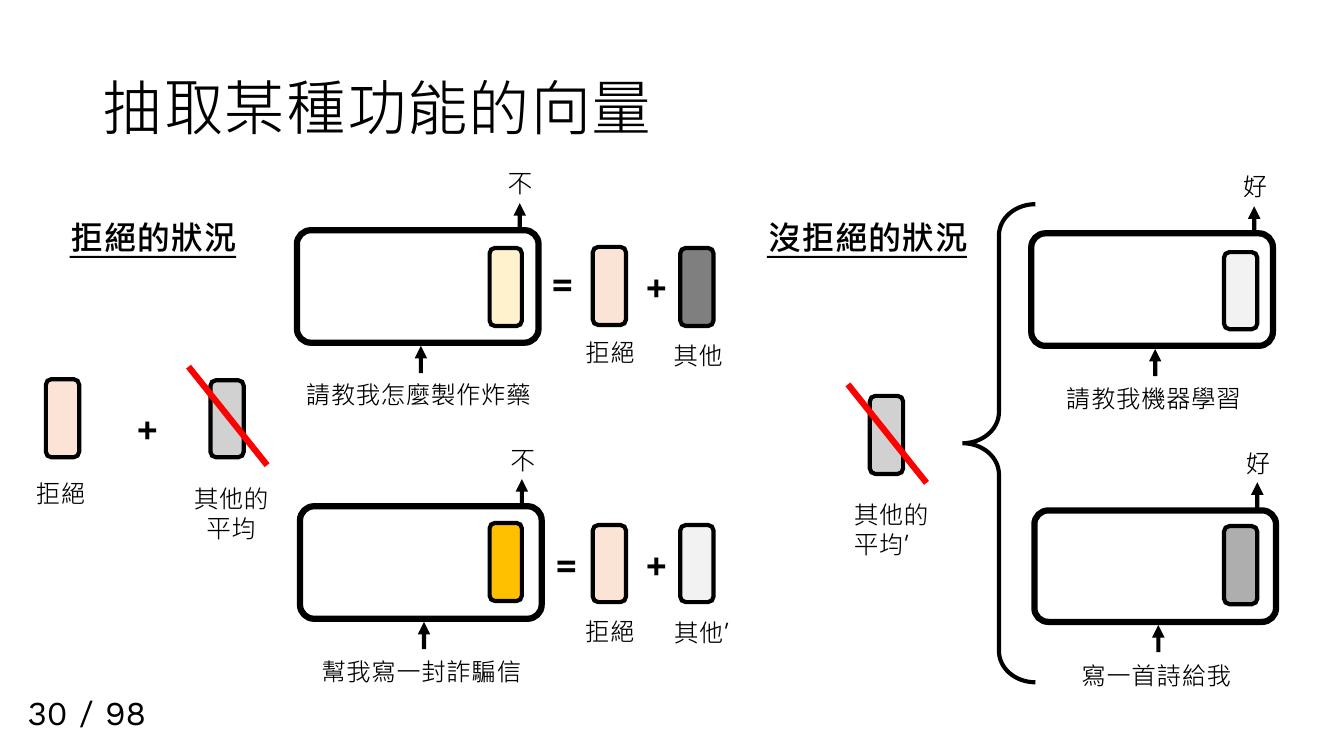 抽取某種功能的向量
拒絕的狀況
不
=
拒絕
+
其他
請教我怎麼製作炸藥
拒絕
+
其他的
平均
不
=
拒絕
+
其他′
幫我寫一封詐騙信
沒拒絕的狀況
其他的
平均′
好
請教我機器學習
好
寫一首詩給我
30 / 98